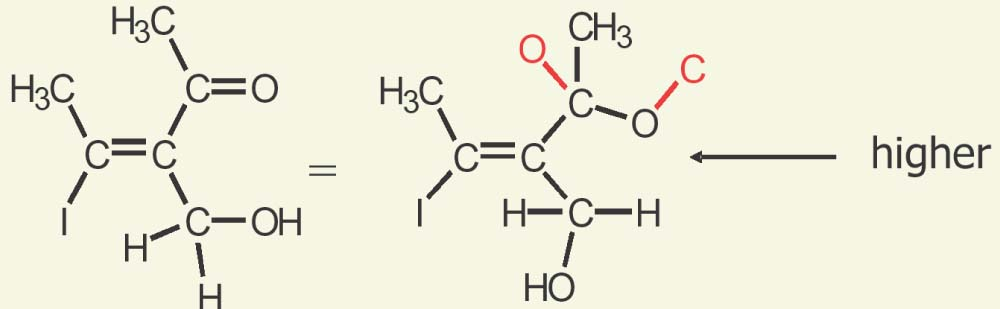 H₃C
H₃C
C=O
C=C
I
C-OH
H
H
=
O
CH₃
C
H₃C
C
O
C=C
I
H-C-H
HO
higher